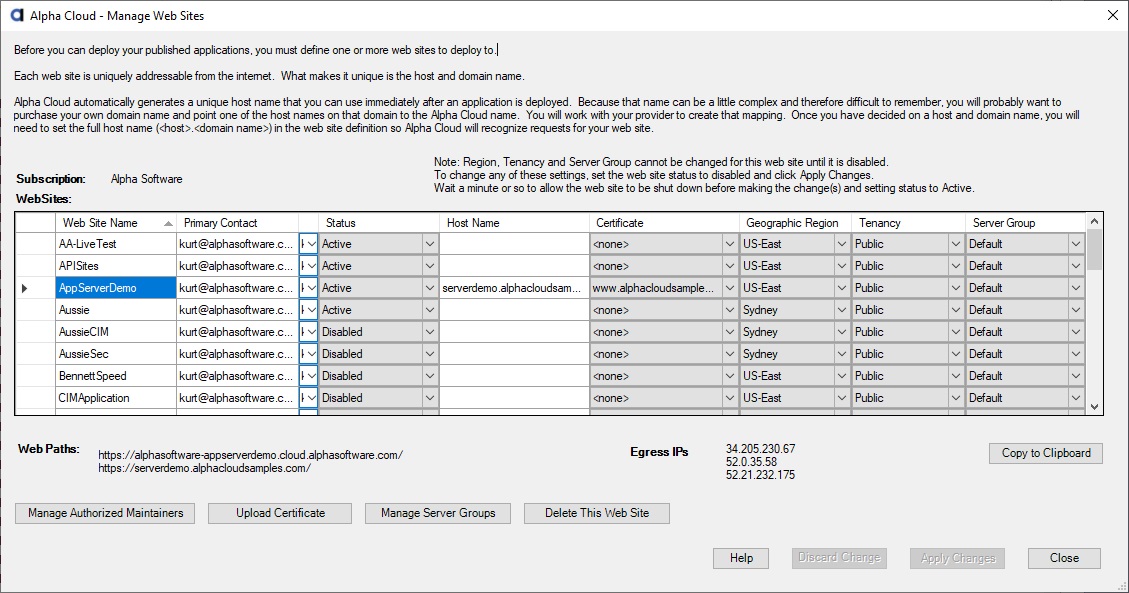 Alpha Cloud - Manage Web Sites
Before you can deploy your published applications, you must define one or more web sites to deploy to.
Each web site is uniquely addressable from the internet. What makes it unique is the host and domain name.
Alpha Cloud automatically generates a unique host name that you can use immediately after an application is deployed. Because that name can be a little complex and therefore difficult to remember, you will probably want to
purchase your own domain name and point one of the host names on that domain to the Alpha Cloud name. You will work with your provider to create that mapping. Once you have decided on a host and domain name, you will
need to set the full host name (<host>.<domain name>) in the web site definition so Alpha Cloud will recognize requests for your web site.
Note: Region, Tenancy and Server Group cannot be changed for this web site until it is disabled.
To change any of these settings, set the web site status to disabled and click Apply Changes.
Wait a minute or so to allow the web site to be shut down before making the change(s) and setting status to Active.
Subscription: Alpha Software
WebSites:
Web Site Name Primary Contact Status Host Name Certificate Geographic Region Tenancy Server Group
AA-LiveTest kurt@alphasoftware.c... Active <none> US-East Public Default
APISites kurt@alphasoftware.c... Active <none> US-East Public Default
AppServerDemo kurt@alphasoftware.c... Active serverdemo.alphacloudsam... www.alphacloudsample... US-East Public Default
Aussie kurt@alphasoftware.c... Active <none> Sydney Public Default
AussieCIM kurt@alphasoftware.c... Disabled <none> Sydney Public Default
AussieSec kurt@alphasoftware.c... Disabled <none> Sydney Public Default
BennettSpeed kurt@alphasoftware.c... Disabled <none> US-East Public Default
CIMApplication kurt@alphasoftware.c... Disabled <none> US-East Public Default
Web Paths:
https://alphasoftware-appserverdemo.cloud.alphasoftware.com/
https://serverdemo.alphacloudsamples.com/
Egress IPs
34.205.230.67
52.0.35.58
52.21.232.175
Copy to Clipboard
Manage Authorized Maintainers Upload Certificate Manage Server Groups Delete This Web Site
Help Discard Change Apply Changes Close